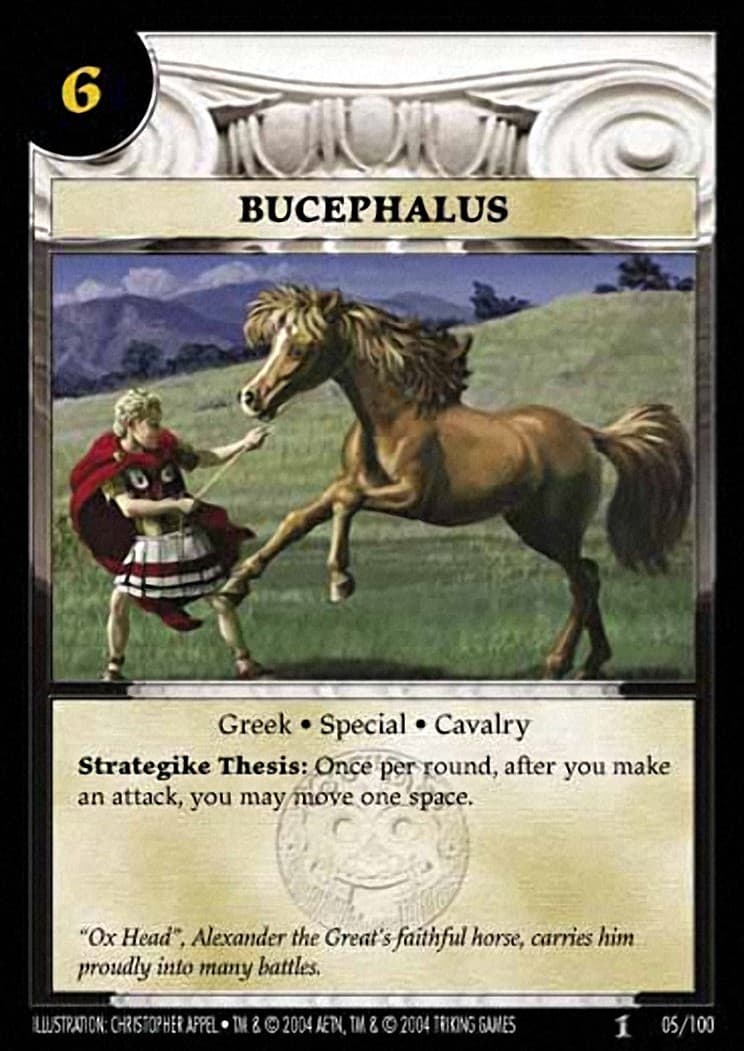 6
BUCEPHALUS
Greek • Special • Cavalry
Strategike Thesis: Once per round, after you make
an attack, you may move one space.
"Ox Head", Alexander the Great's faithful horse, carries him
proudly into many battles.
ILLUSTRATION: CHRISTOPHER APPEL • TM & © 2004 AETN, TM & © 2004 TRIKING GAMES 1 05/100